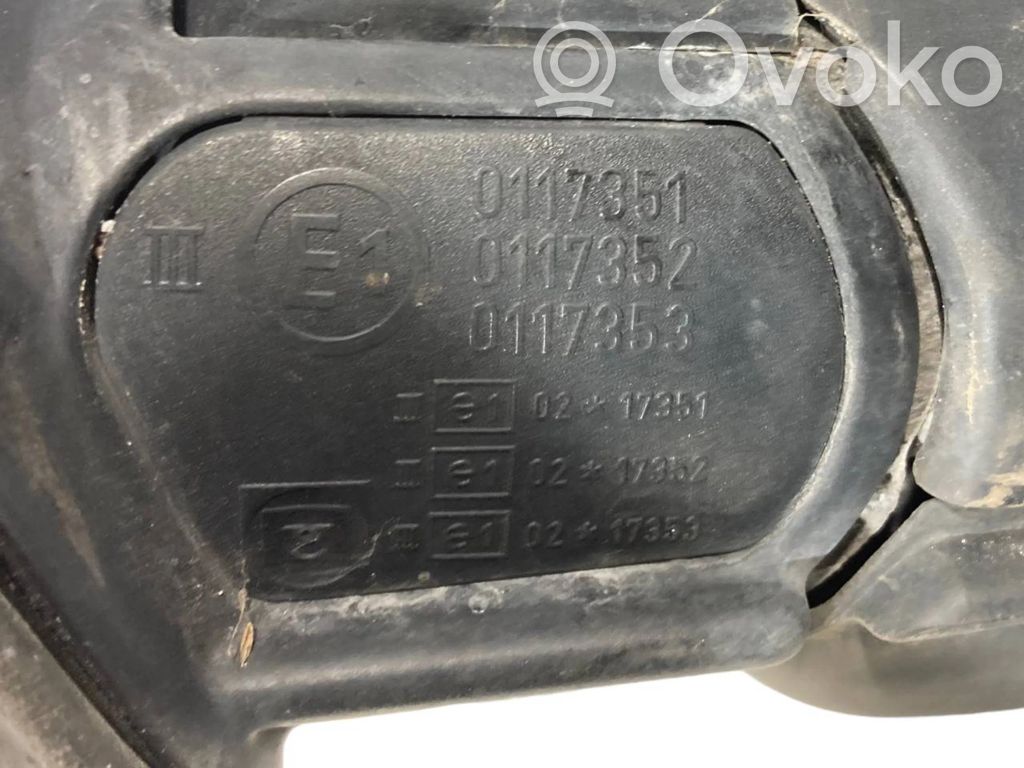 Ovoko
III E1 0117351
0117352
0117353
III e1 02*17351
III e1 02*17352
III e1 02*17353